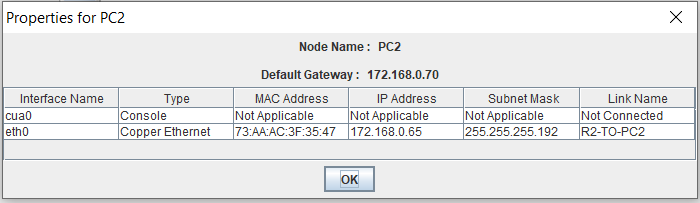 Properties for PC2
Node Name : PC2
Default Gateway : 172.168.0.70
Interface Name Type MAC Address IP Address Subnet Mask Link Name
cua0 Console Not Applicable Not Applicable Not Applicable Not Connected
eth0 Copper Ethernet 73:AA:AC:3F:35:47 172.168.0.65 255.255.255.192 R2-TO-PC2
OK